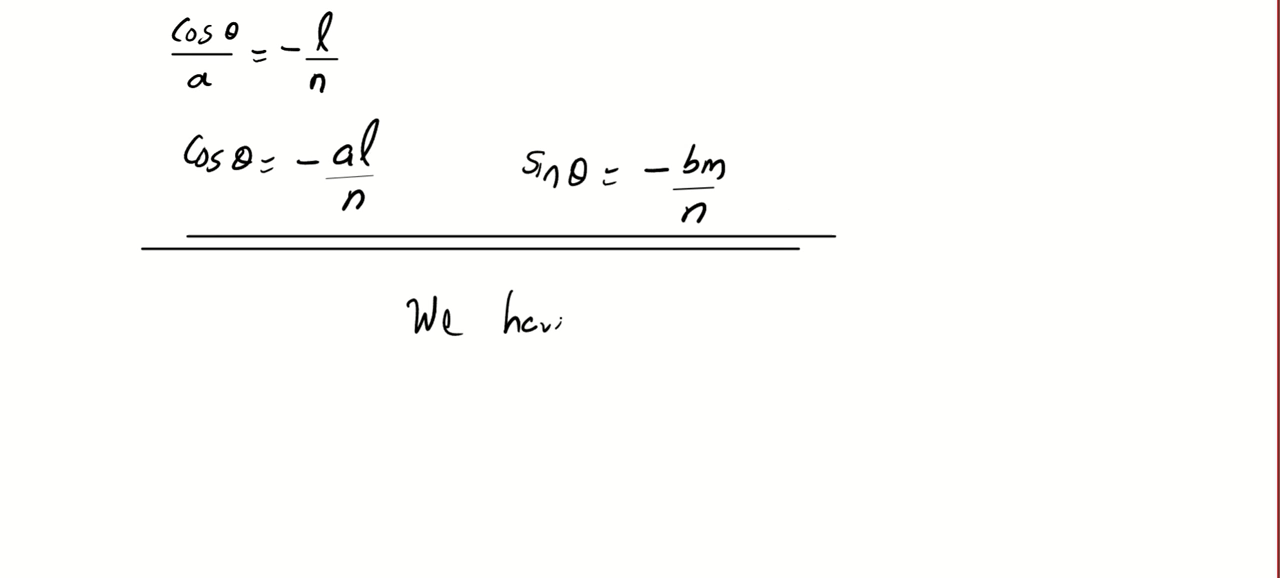 cos θ / a = - l / n
cos θ = - al / n    sin θ = - bm / n
We